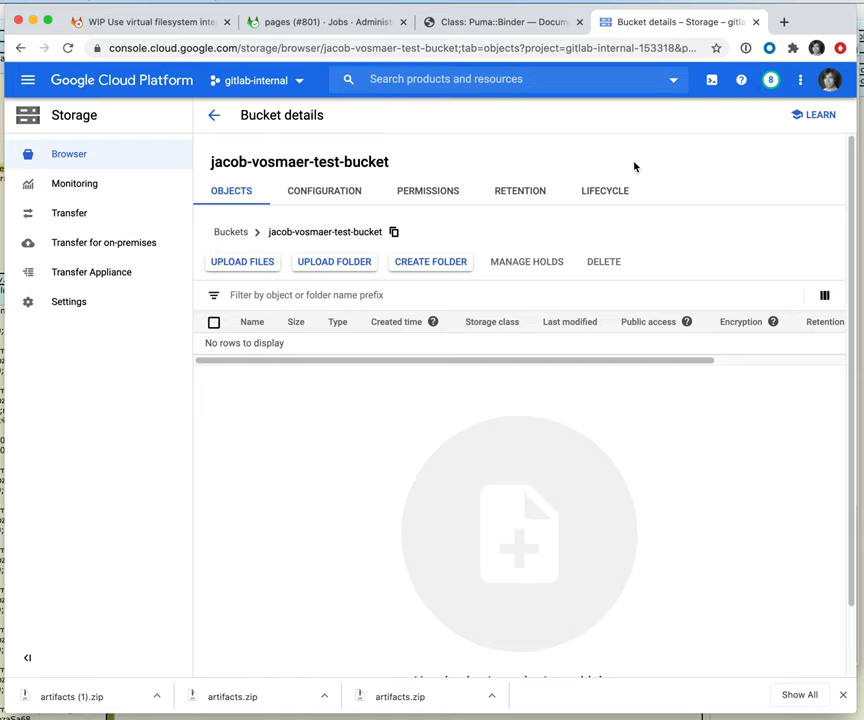 WIP Use virtual filesystem inte
pages (#801) · Jobs · Administ
Class: Puma::Binder — Docum
Bucket details – Storage – gitla
console.cloud.google.com/storage/browser/jacob-vosmaer-test-bucket;tab=objects?project=gitlab-internal-153318&p...
Google Cloud Platform
gitlab-internal
Search products and resources
8
Storage
Bucket details
LEARN
Browser
Monitoring
Transfer
Transfer for on-premises
Transfer Appliance
Settings
jacob-vosmaer-test-bucket
OBJECTS CONFIGURATION PERMISSIONS RETENTION LIFECYCLE
Buckets jacob-vosmaer-test-bucket
UPLOAD FILES UPLOAD FOLDER CREATE FOLDER MANAGE HOLDS DELETE
Filter by object or folder name prefix
Name Size Type Created time Storage class Last modified Public access Encryption Retention
No rows to display
artifacts (1).zip
artifacts.zip
artifacts.zip
Show All